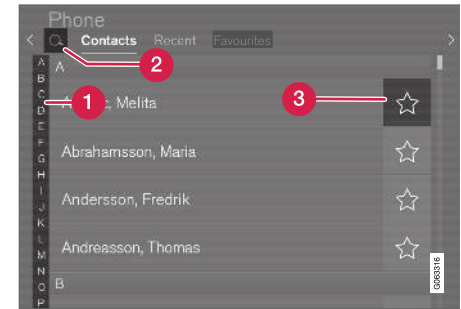 Phone
Contacts Recent Favourites
2
A
B
C
D
E
F
G
H
I
J
K
L
M
N
O
P
A
1
Melita
3
Abrahamsson, Maria
Andersson, Fredrik
Andreasson, Thomas
B
G063316